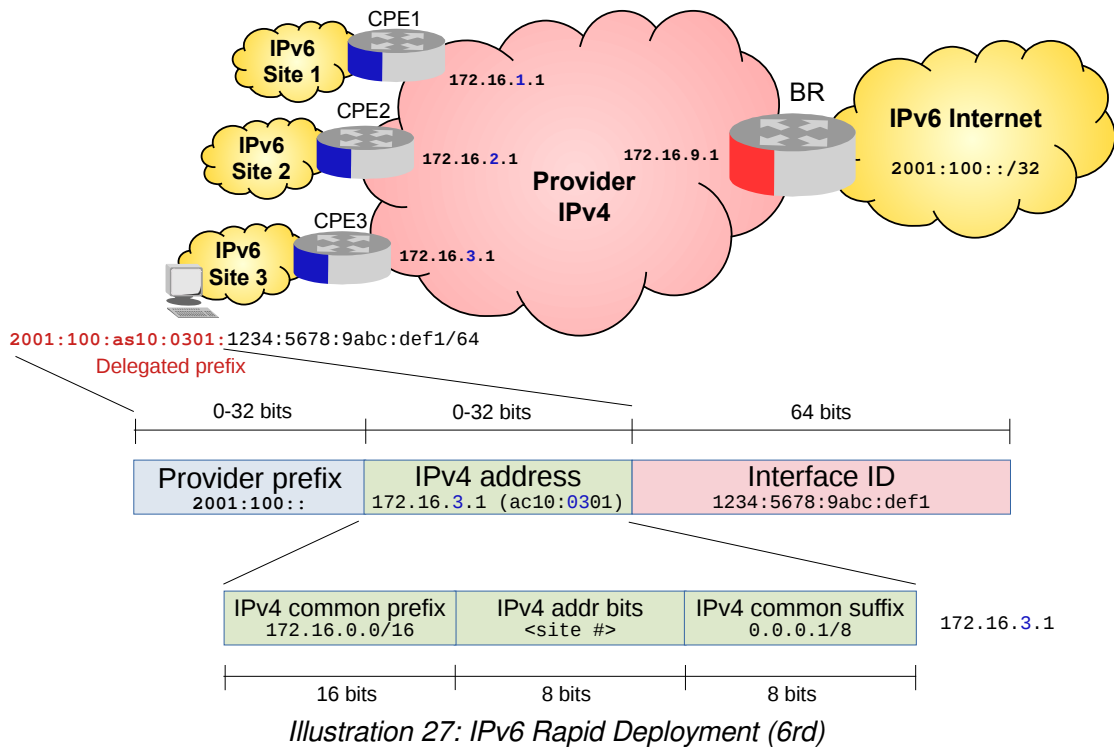 CPE1
IPv6
Site 1
172.16.1.1
CPE2
IPv6
Site 2
172.16.2.1
CPE3
IPv6
Site 3
172.16.3.1
Provider
IPv4
172.16.9.1
BR
IPv6 Internet
2001:100::/32
2001:100:as10:0301:1234:5678:9abc:def1/64
Delegated prefix
0-32 bits 0-32 bits 64 bits
Provider prefix IPv4 address Interface ID
2001:100:: 172.16.3.1 (ac10:0301) 1234:5678:9abc:def1
IPv4 common prefix IPv4 addr bits IPv4 common suffix
172.16.0.0/16 <site #> 0.0.0.1/8 172.16.3.1
16 bits 8 bits 8 bits
Illustration 27: IPv6 Rapid Deployment (6rd)